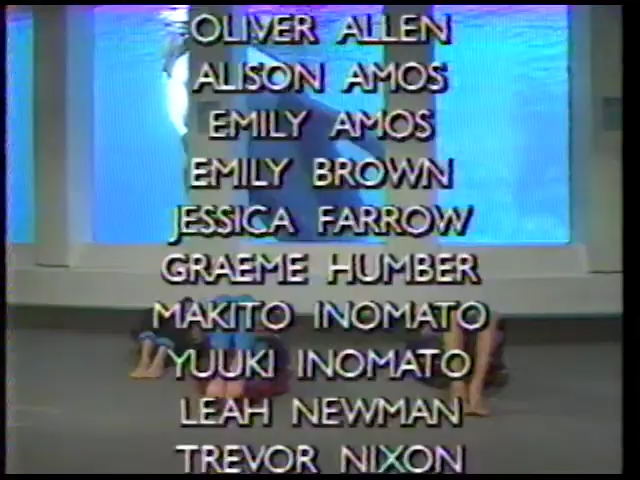 OLIVER ALLEN
ALISON AMOS
EMILY AMOS
EMILY BROWN
JESSICA FARROW
GRAEME HUMBER
MAKITO INOMATO
YUUKI INOMATO
LEAH NEWMAN
TREVOR NIXON